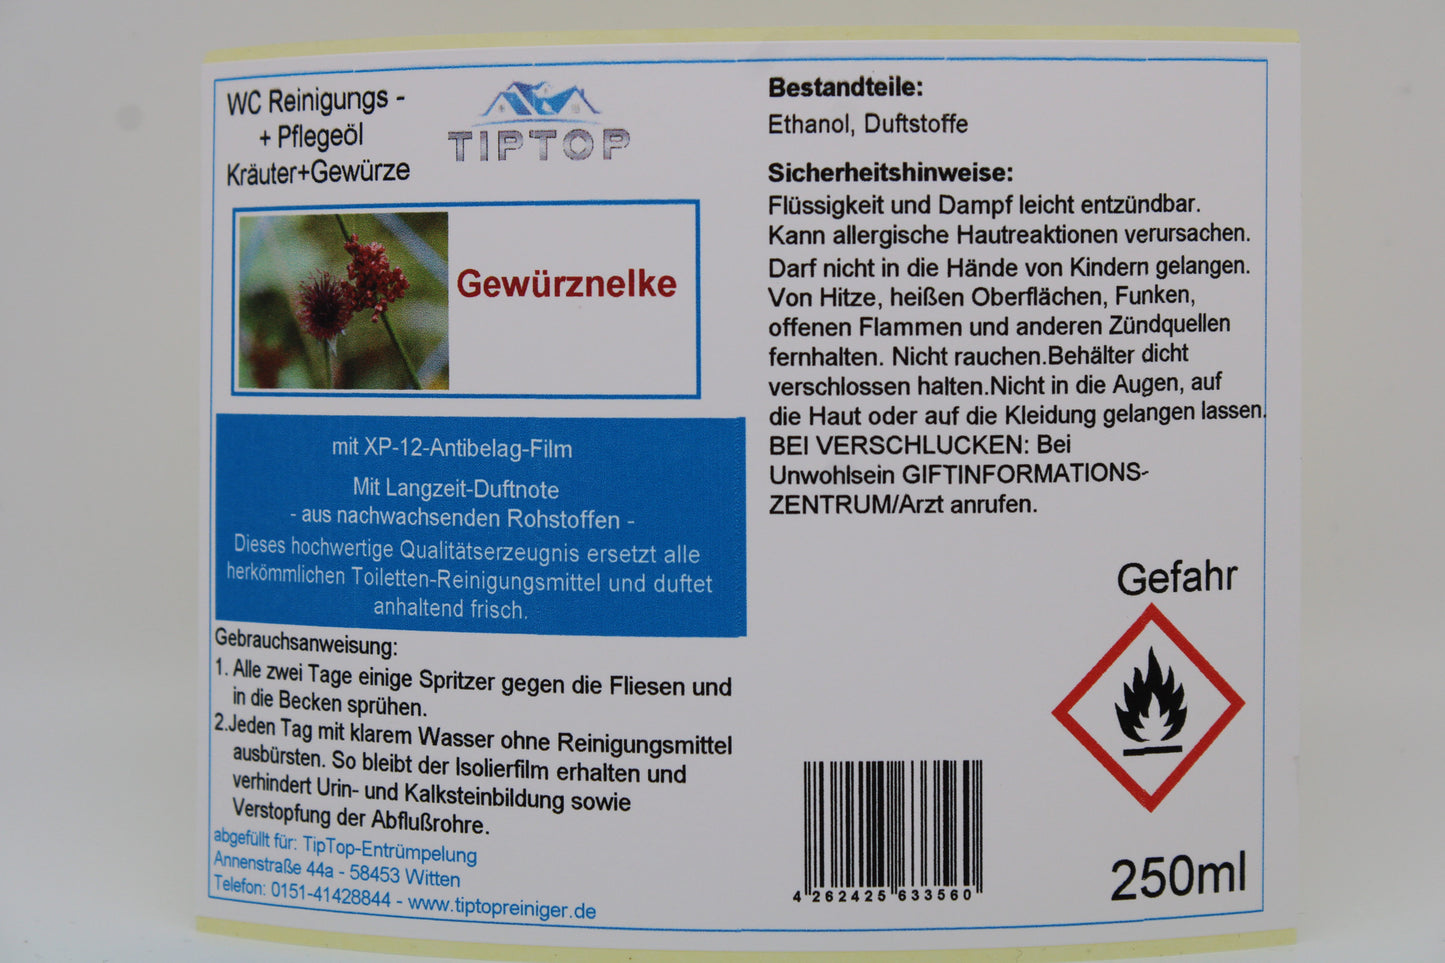 WC Reinigungs -
+ Pflegeöl
Kräuter+Gewürze
TIPTOP
Gewürznelke
mit XP-12-Antibelag-Film
Mit Langzeit-Duftnote
- aus nachwachsenden Rohstoffen -
Dieses hochwertige Qualitätserzeugnis ersetzt alle
herkömmlichen Toiletten-Reinigungsmittel und duftet
anhaltend frisch.
Gebrauchsanweisung:
1. Alle zwei Tage einige Spritzer gegen die Fliesen und
in die Becken sprühen.
2.Jeden Tag mit klarem Wasser ohne Reinigungsmittel
ausbürsten. So bleibt der Isolierfilm erhalten und
verhindert Urin- und Kalksteinbildung sowie
Verstopfung der Abflußrohre.
abgefüllt für: TipTop-Entrümpelung
Annenstraße 44a - 58453 Witten
Telefon: 0151-41428844 - www.tiptopreiniger.de
Bestandteile:
Ethanol, Duftstoffe
Sicherheitshinweise:
Flüssigkeit und Dampf leicht entzündbar.
Kann allergische Hautreaktionen verursachen.
Darf nicht in die Hände von Kindern gelangen.
Von Hitze, heißen Oberflächen, Funken,
offenen Flammen und anderen Zündquellen
fernhalten. Nicht rauchen.Behälter dicht
verschlossen halten.Nicht in die Augen, auf
die Haut oder auf die Kleidung gelangen lassen.
BEI VERSCHLUCKEN: Bei
Unwohlsein GIFTINFORMATIONS-
ZENTRUM/Arzt anrufen.
Gefahr
4 262425 633560
250ml